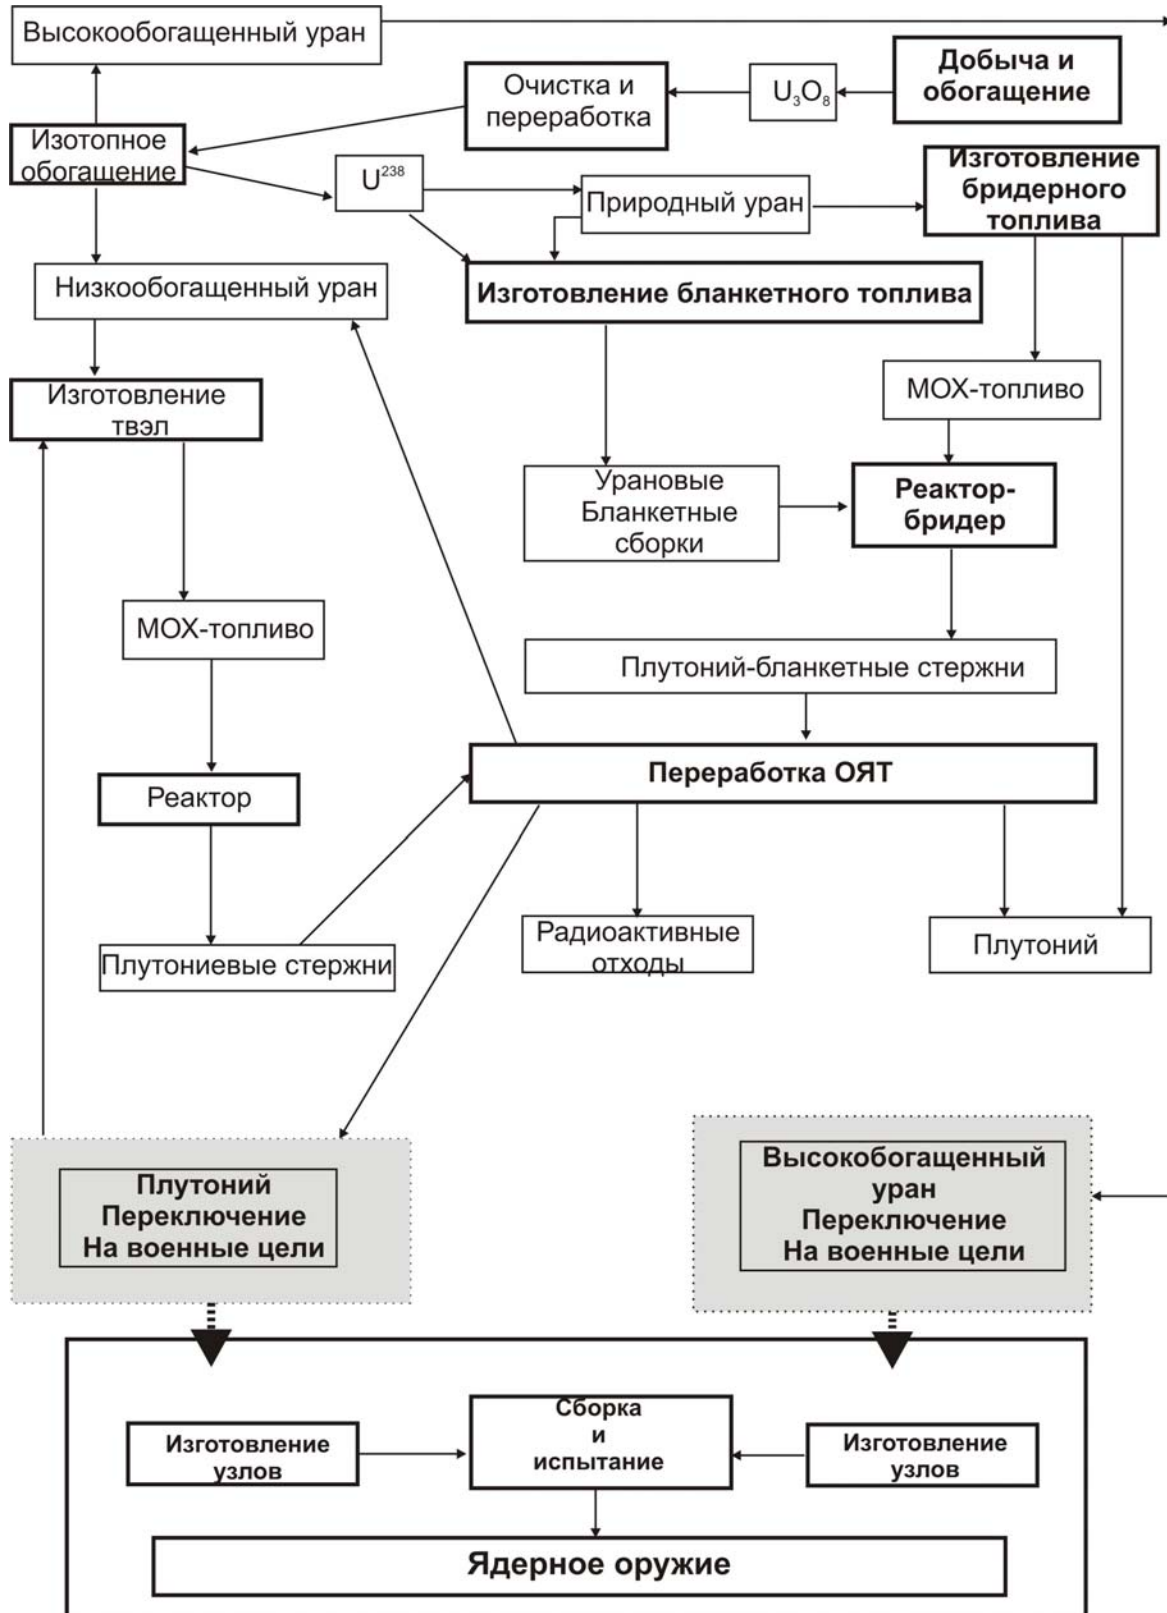 Высокообогащенный уран
Добыча и
обогащение
U₃O₈
Очистка и
переработка
Изотопное
обогащение
U²³⁸
Природный уран
Изготовление
бридерного
топлива
Низкообогащенный уран
Изготовление бланкетного топлива
Изготовление
твэл
МОХ-топливо
Урановые
Бланкетные
сборки
Реактор-
бридер
МОХ-топливо
Плутоний-бланкетные стержни
Переработка ОЯТ
Реактор
Плутониевые стержни
Радиоактивные
отходы
Плутоний
Плутоний
Переключение
На военные цели
Высокобогащенный
уран
Переключение
На военные цели
Изготовление
узлов
Сборка
и
испытание
Изготовление
узлов
Ядерное оружие